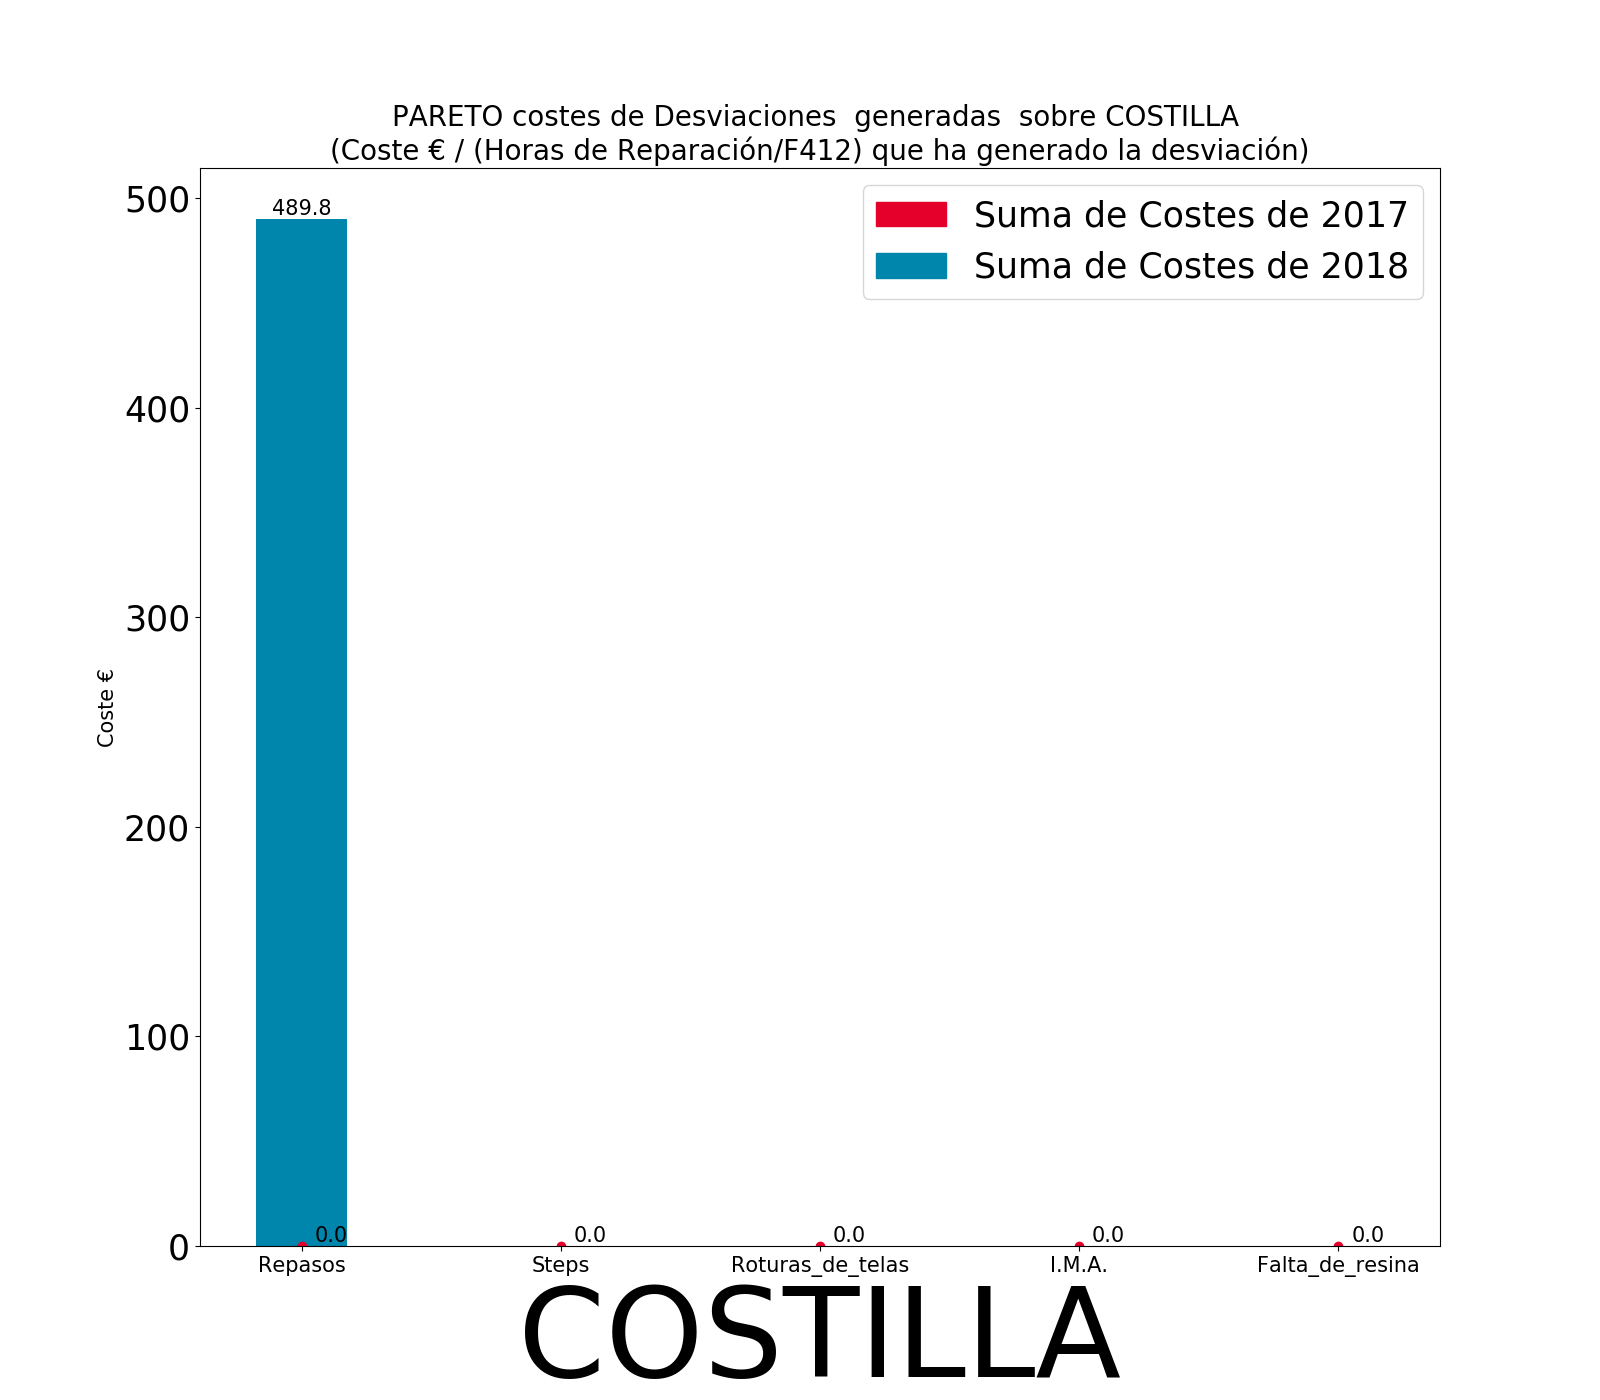 PARETO costes de Desviaciones  generadas  sobre COSTILLA
(Coste € / (Horas de Reparación/F412) que ha generado la desviación)
Suma de Costes de 2017
Suma de Costes de 2018
500
400
300
200
100
0
Coste €
489.8
0.0
0.0
0.0
0.0
0.0
Repasos
Steps
Roturas_de_telas
I.M.A.
Falta_de_resina
COSTILLA